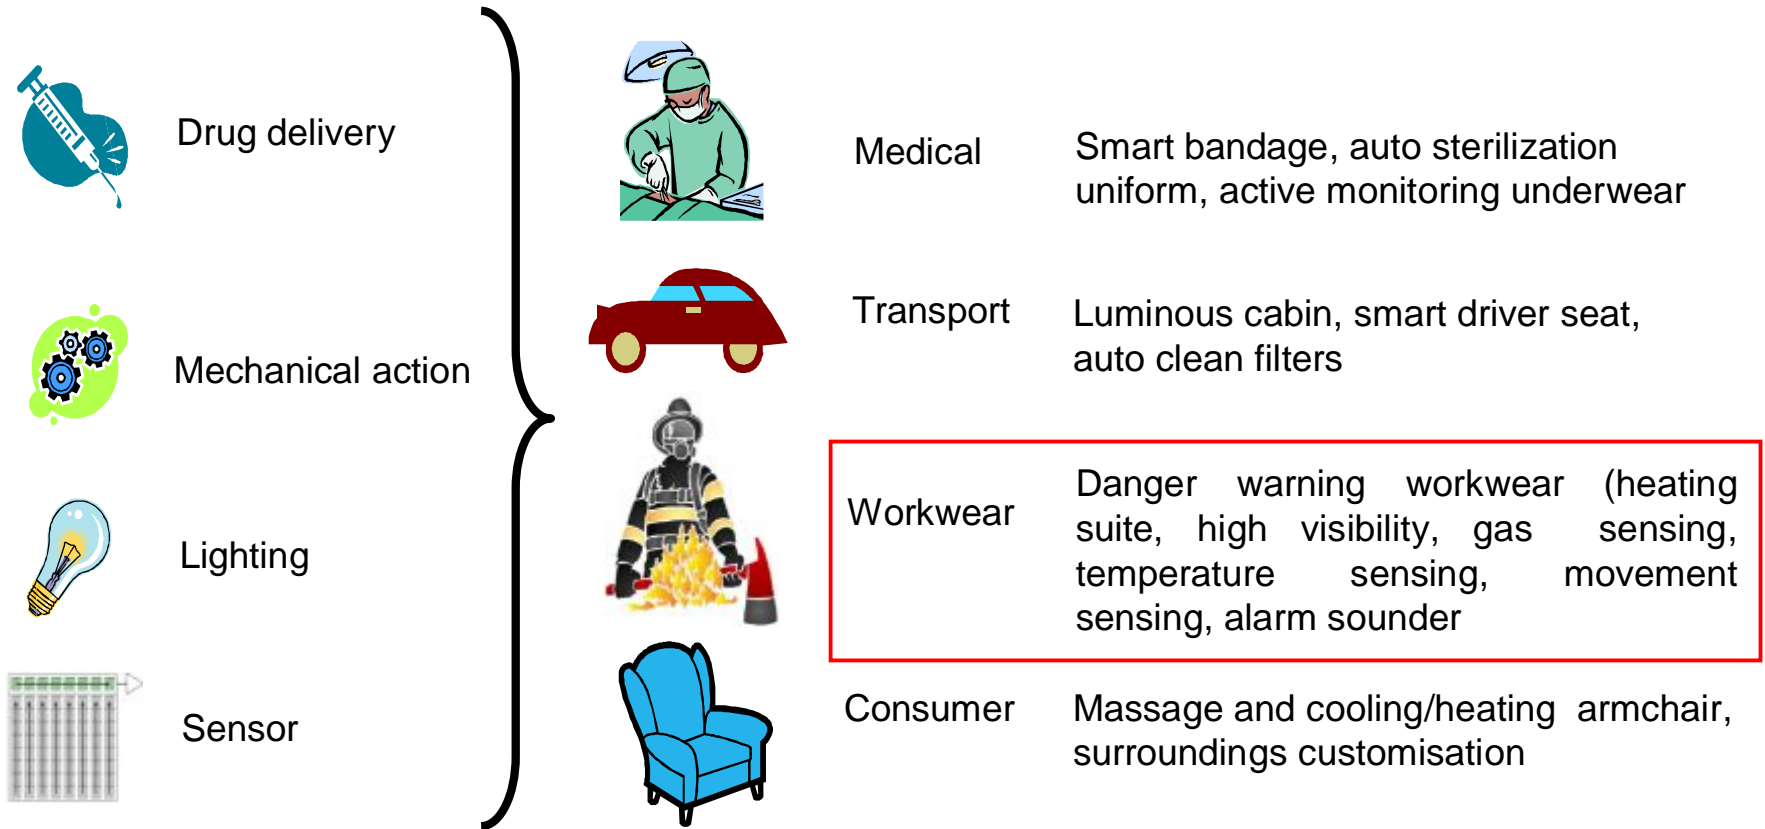 Drug delivery
Mechanical action
Lighting
Sensor
Medical
Smart bandage, auto sterilization
uniform, active monitoring underwear
Transport
Luminous cabin, smart driver seat,
auto clean filters
Workwear
Danger warning workwear (heating
suite, high visibility, gas sensing,
temperature sensing, movement
sensing, alarm sounder
Consumer
Massage and cooling/heating armchair,
surroundings customisation